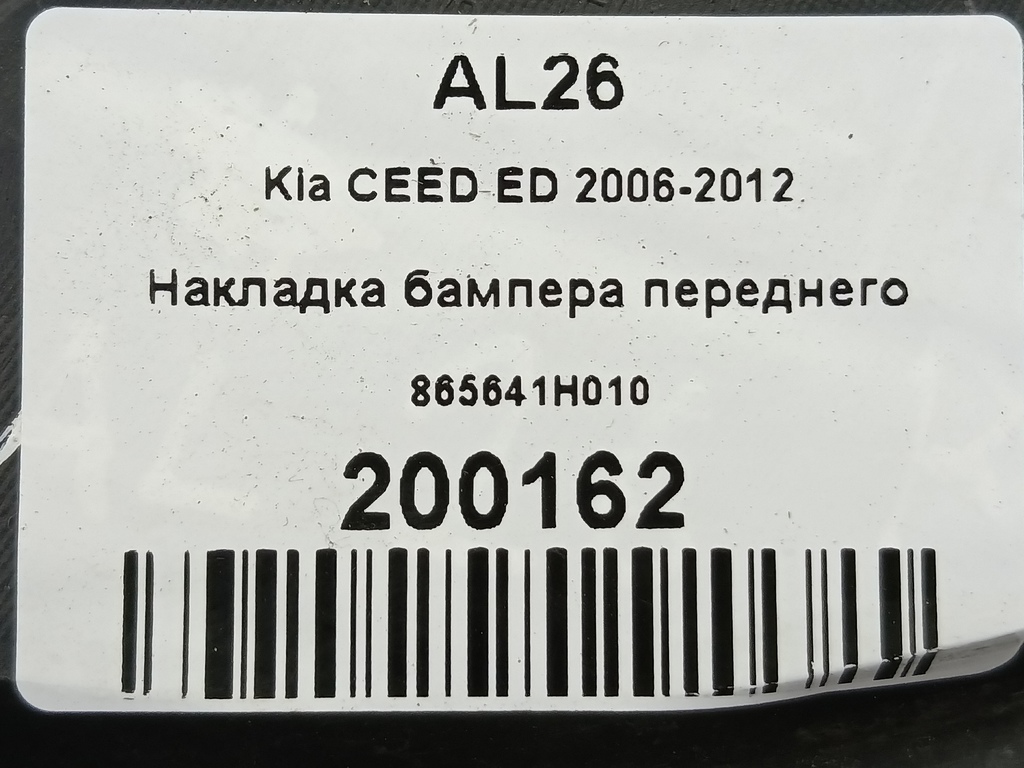 AL26
Kia CEED ED 2006-2012
Накладка бампера переднего
865641H010
200162